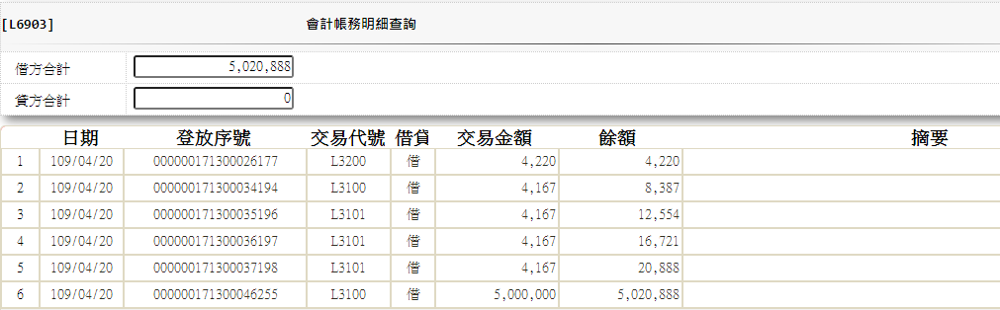 [L6903] 會計帳務明細查詢
借方合計 5,020,888
貸方合計 0
日期 登放序號 交易代號 借貸 交易金額 餘額 摘要
1 109/04/20 000000171300026177 L3200 借 4,220 4,220
2 109/04/20 000000171300034194 L3100 借 4,167 8,387
3 109/04/20 000000171300035196 L3101 借 4,167 12,554
4 109/04/20 000000171300036197 L3101 借 4,167 16,721
5 109/04/20 000000171300037198 L3101 借 4,167 20,888
6 109/04/20 000000171300046255 L3100 借 5,000,000 5,020,888